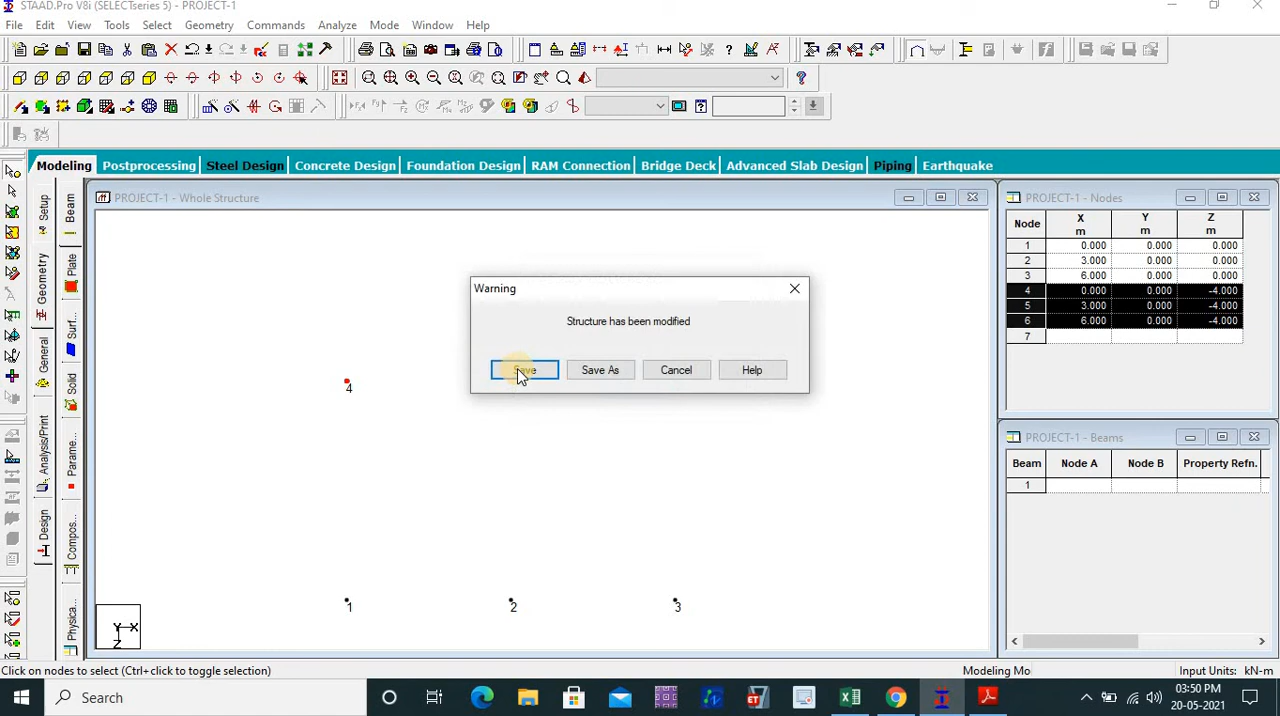 STAAD.Pro V8i (SELECTseries 5) - PROJECT-1
File Edit View Tools Select Geometry Commands Analyze Mode Window Help
Modeling Postprocessing Steel Design Concrete Design Foundation Design RAM Connection Bridge Deck Advanced Slab Design Piping Earthquake
Setup
Geometry
General
Analysis/Print
Design
Beam
Plate
Surf...
Solid
Parame...
Compos...
Physica...
PROJECT-1 - Whole Structure
Warning
Structure has been modified
Save Save As Cancel Help
4
1 2 3
Y X
Z
PROJECT-1 - Nodes
Node X Y Z
m m m
1 0.000 0.000 0.000
2 3.000 0.000 0.000
3 6.000 0.000 0.000
4 0.000 0.000 -4.000
5 3.000 0.000 -4.000
6 6.000 0.000 -4.000
7
PROJECT-1 - Beams
Beam Node A Node B Property Refn.
1
Click on nodes to select (Ctrl+click to toggle selection) Modeling Mo Input Units: kN-m
Search
03:50 PM
20-05-2021